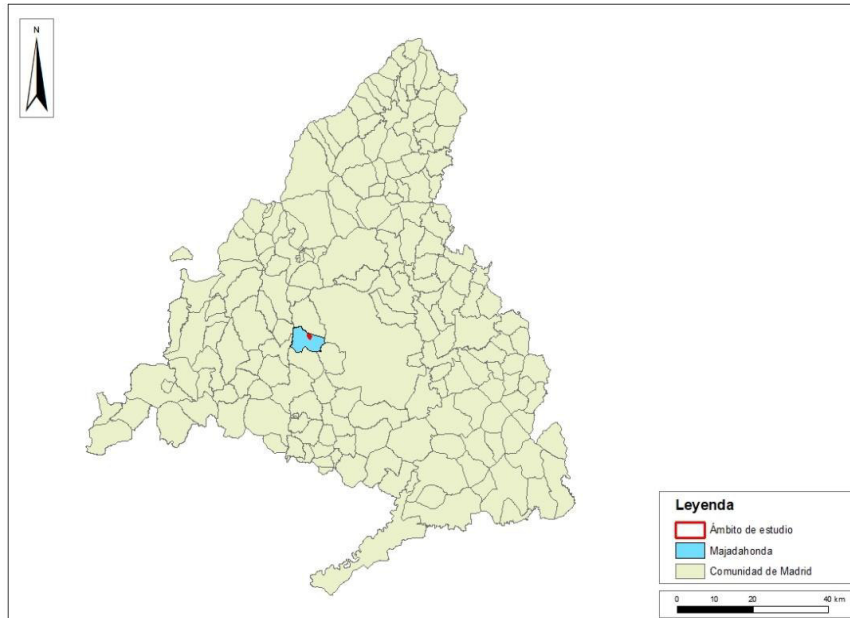 N
Leyenda
Ámbito de estudio
Majadahonda
Comunidad de Madrid
0 10 20 40 km